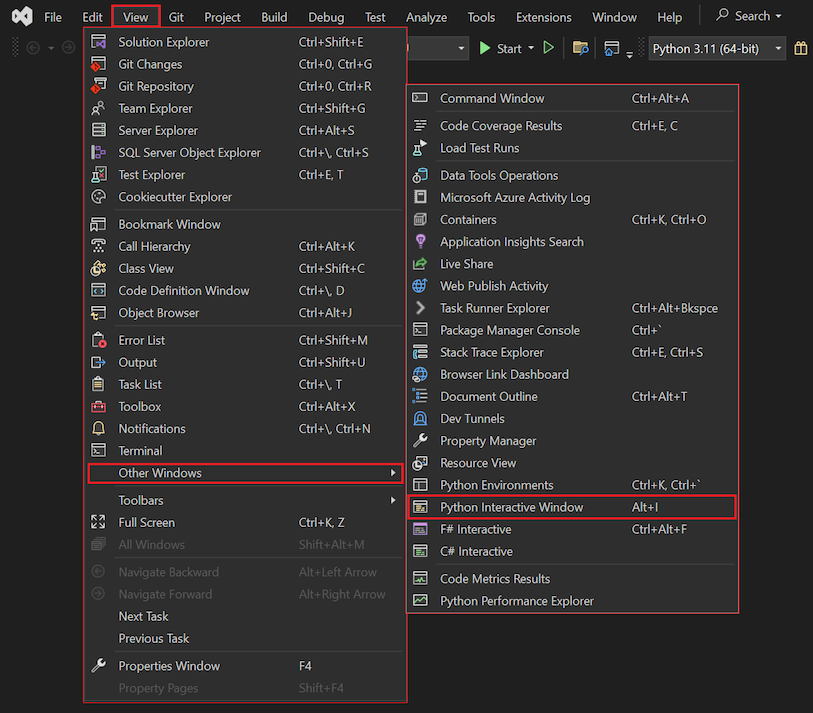 File Edit View Git Project Build Debug Test Analyze Tools Extensions Window Help Search
Start Python 3.11 (64-bit)
Solution Explorer Ctrl+Shift+E
Git Changes Ctrl+0, Ctrl+G
Git Repository Ctrl+0, Ctrl+R
Team Explorer Ctrl+Shift+G
Server Explorer Ctrl+Alt+S
SQL Server Object Explorer Ctrl+\, Ctrl+S
Test Explorer Ctrl+E, T
Cookiecutter Explorer
Bookmark Window
Call Hierarchy Ctrl+Alt+K
Class View Ctrl+Shift+C
Code Definition Window Ctrl+\, D
Object Browser Ctrl+Alt+J
Error List Ctrl+Shift+M
Output Ctrl+Shift+U
Task List Ctrl+\, T
Toolbox Ctrl+Alt+X
Notifications Ctrl+\, Ctrl+N
Terminal
Other Windows
Toolbars
Full Screen Ctrl+K, Z
All Windows Shift+Alt+M
Navigate Backward Alt+Left Arrow
Navigate Forward Alt+Right Arrow
Next Task
Previous Task
Properties Window F4
Property Pages Shift+F4
Command Window Ctrl+Alt+A
Code Coverage Results Ctrl+E, C
Load Test Runs
Data Tools Operations
Microsoft Azure Activity Log
Containers Ctrl+K, Ctrl+O
Application Insights Search
Live Share
Web Publish Activity
Task Runner Explorer Ctrl+Alt+Bkspce
Package Manager Console Ctrl+`
Stack Trace Explorer Ctrl+E, Ctrl+S
Browser Link Dashboard
Document Outline Ctrl+Alt+T
Dev Tunnels
Property Manager
Resource View
Python Environments Ctrl+K, Ctrl+`
Python Interactive Window Alt+I
F# Interactive Ctrl+Alt+F
C# Interactive
Code Metrics Results
Python Performance Explorer